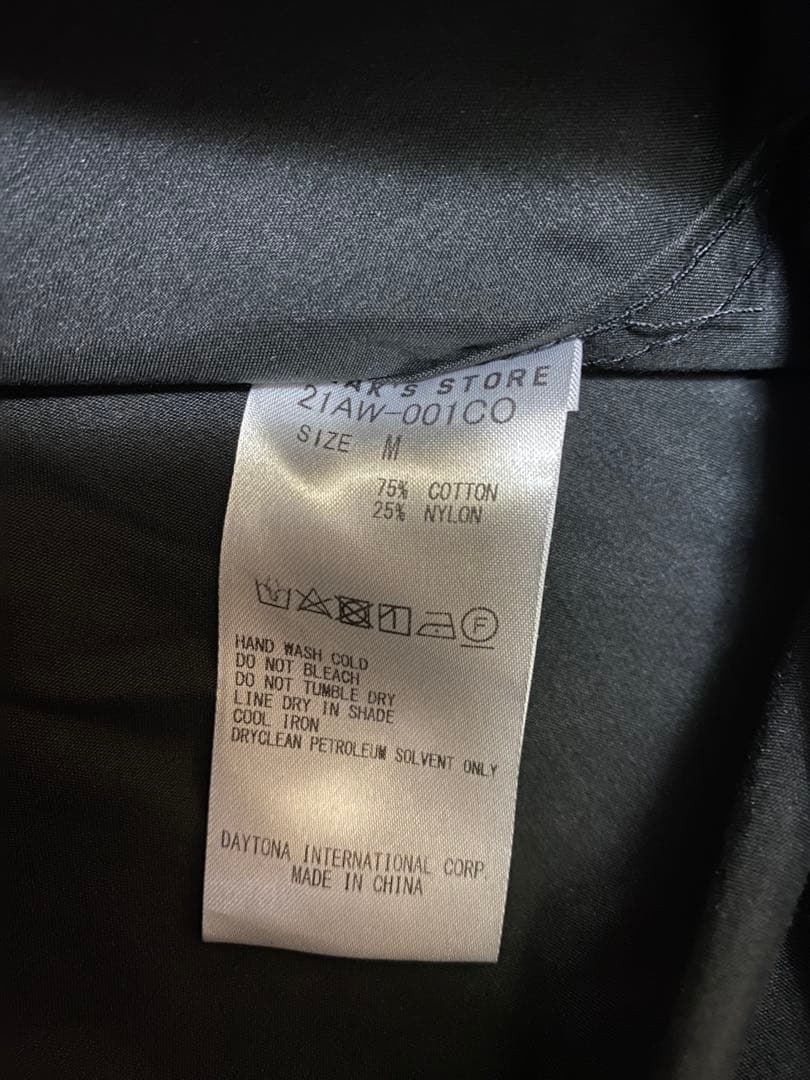 AK'S STORE
21AW-001CO
SIZE M
75% COTTON
25% NYLON
1 F
HAND WASH COLD
DO NOT BLEACH
DO NOT TUMBLE DRY
LINE DRY IN SHADE
COOL IRON
DRYCLEAN PETROLEUM SOLVENT ONLY
DAYTONA INTERNATIONAL CORP.
MADE IN CHINA